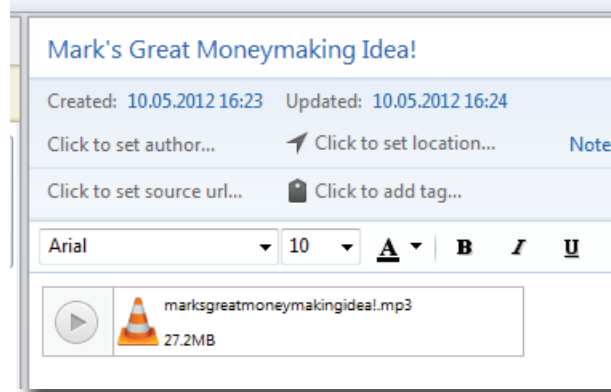 Mark's Great Moneymaking Idea!
Created: 10.05.2012 16:23 Updated: 10.05.2012 16:24
Click to set author... Click to set location... Note
Click to set source url... Click to add tag...
Arial 10 A B I U
marksgreatmoneymakingidea!.mp3
27.2MB